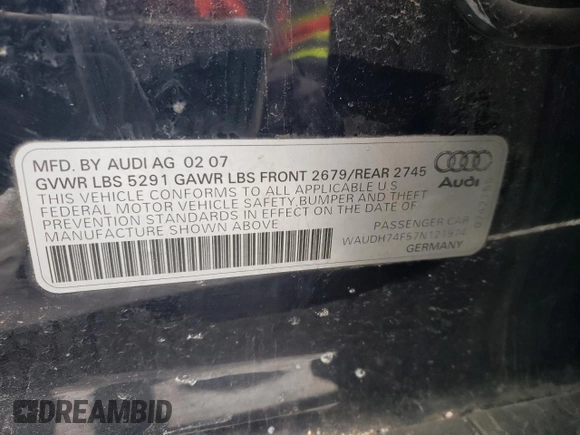 MFD. BY AUDI AG 02 07
GVWR LBS 5291 GAWR LBS FRONT 2679/REAR 2745
THIS VEHICLE CONFORMS TO ALL APPLICABLE U S
FEDERAL MOTOR VEHICLE SAFETY, BUMPER AND THEFT
PREVENTION STANDARDS IN EFFECT ON THE DATE OF
MANUFACTURE SHOWN ABOVE
Audi
PASSENGER CAR
GERMANY
DREAMBID